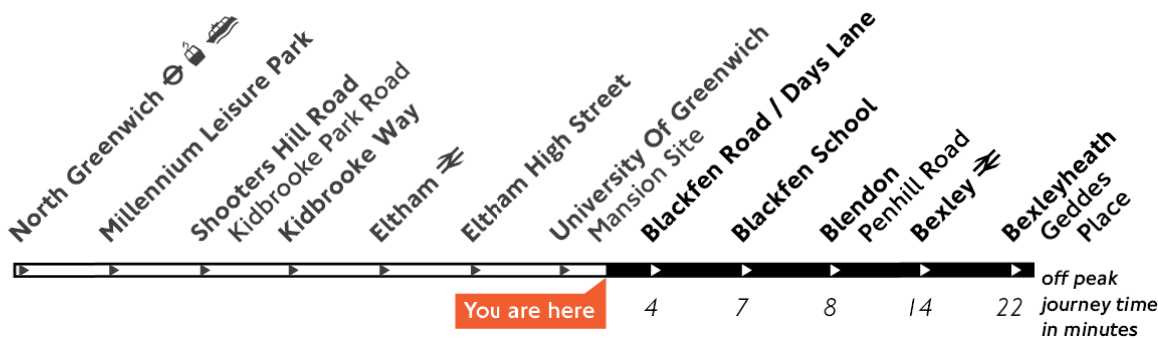 North Greenwich
Millennium Leisure Park
Shooters Hill Road
Kidbrooke Park Road
Kidbrooke Way
Eltham
Eltham High Street
University Of Greenwich
Mansion Site
Blackfen Road / Days Lane
Blackfen School
Blendon
Penhill Road
Bexley
Bexleyheath
Geddes
Place
You are here
4
7
8
14
22
off peak
journey time
in minutes